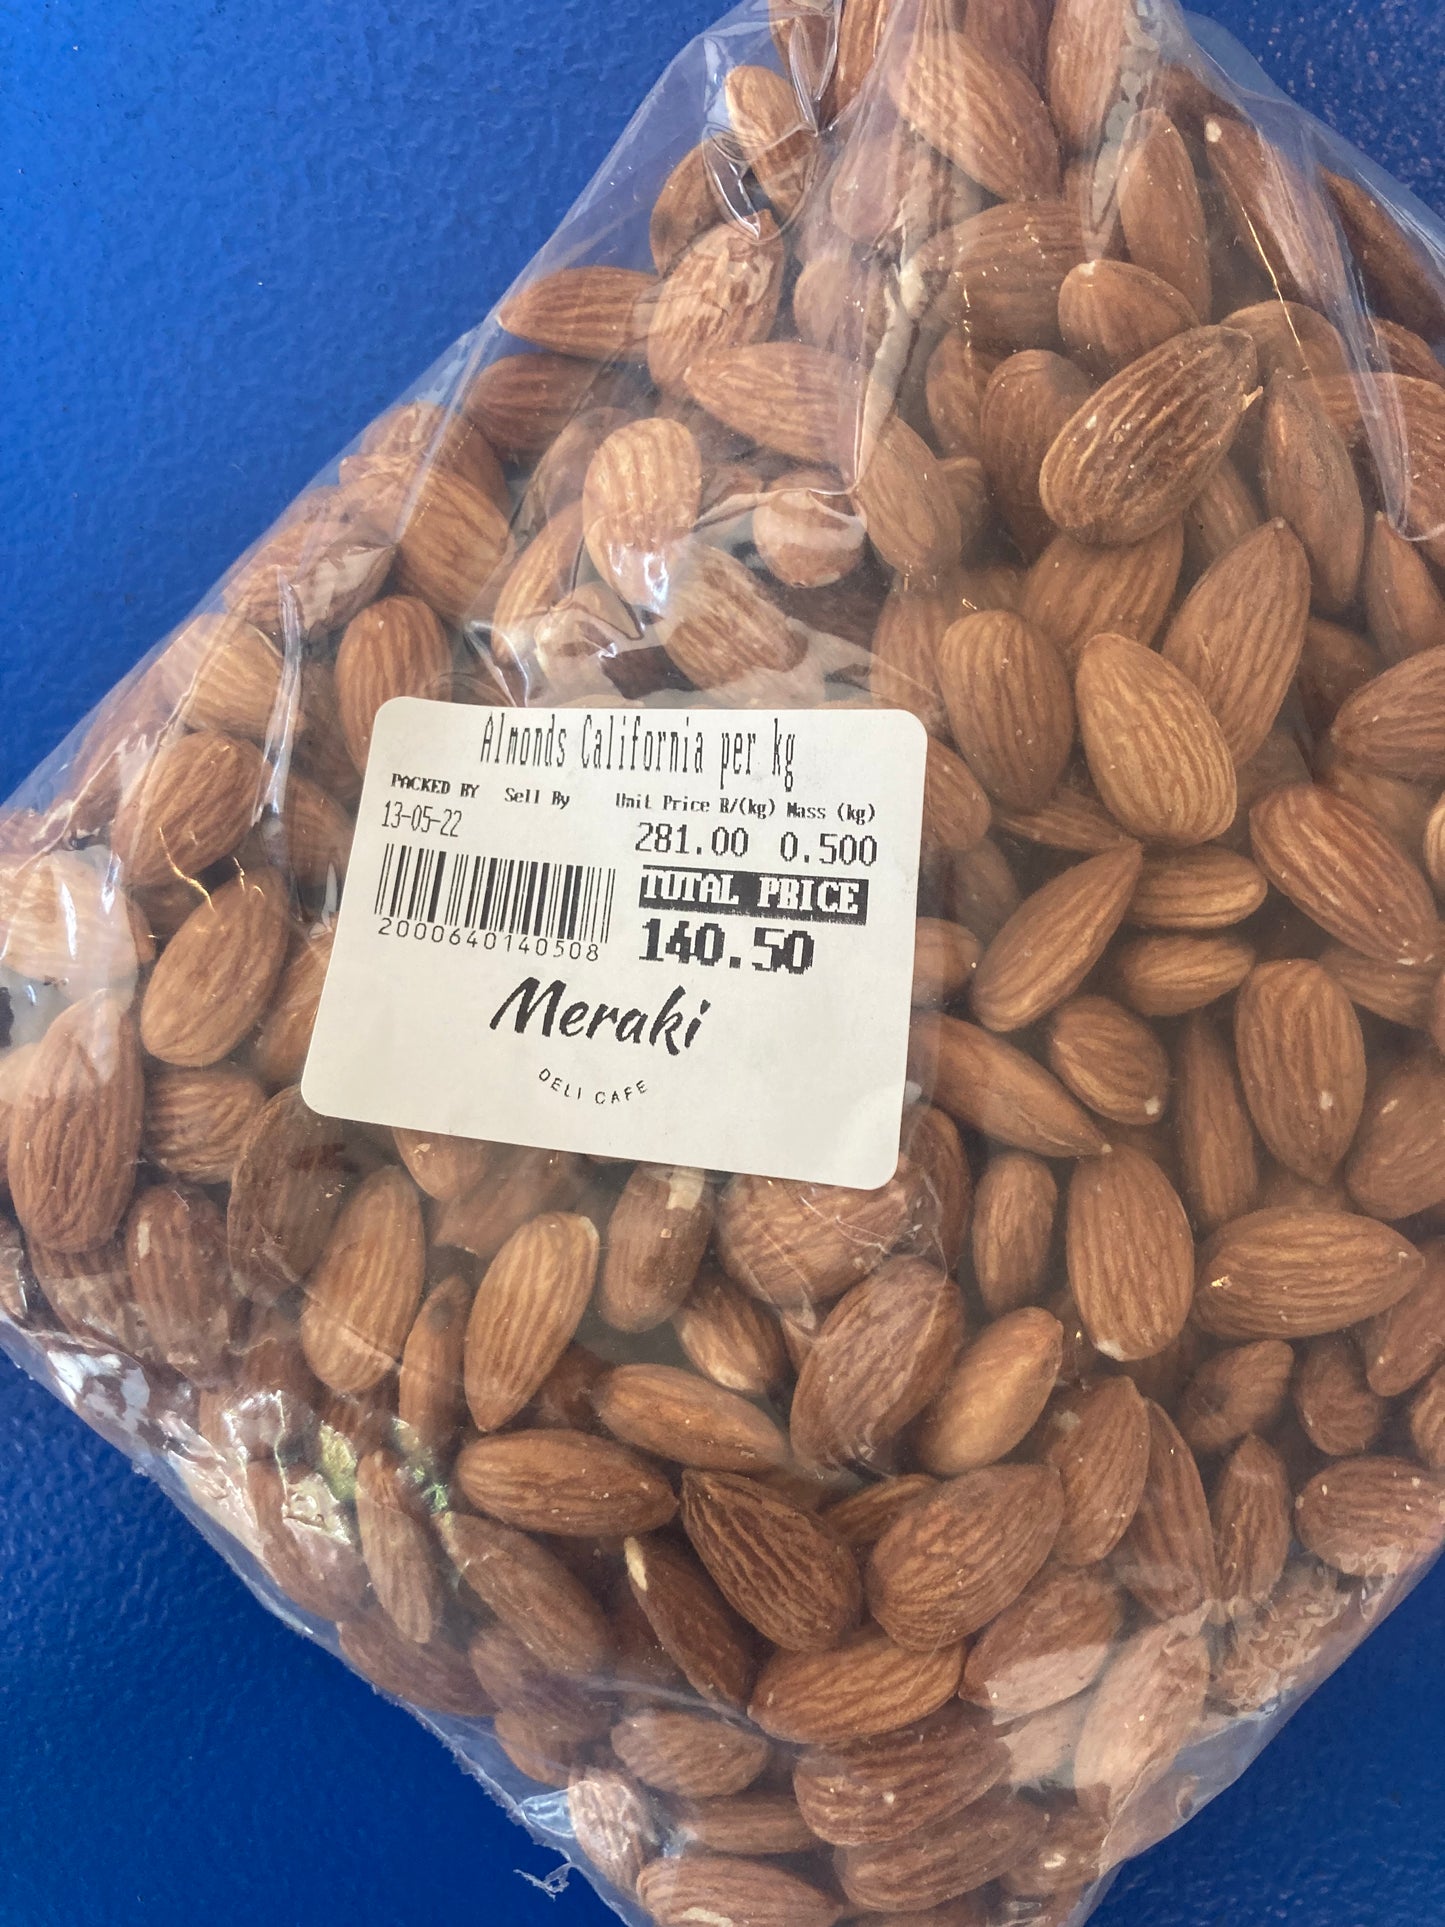 Almonds California per kg
PACKED BY Sell By Unit Price R/(kg) Mass (kg)
13-05-22 281.00 0.500
TOTAL PRICE
140.50
2000640140508
Meraki
DELI CAFE